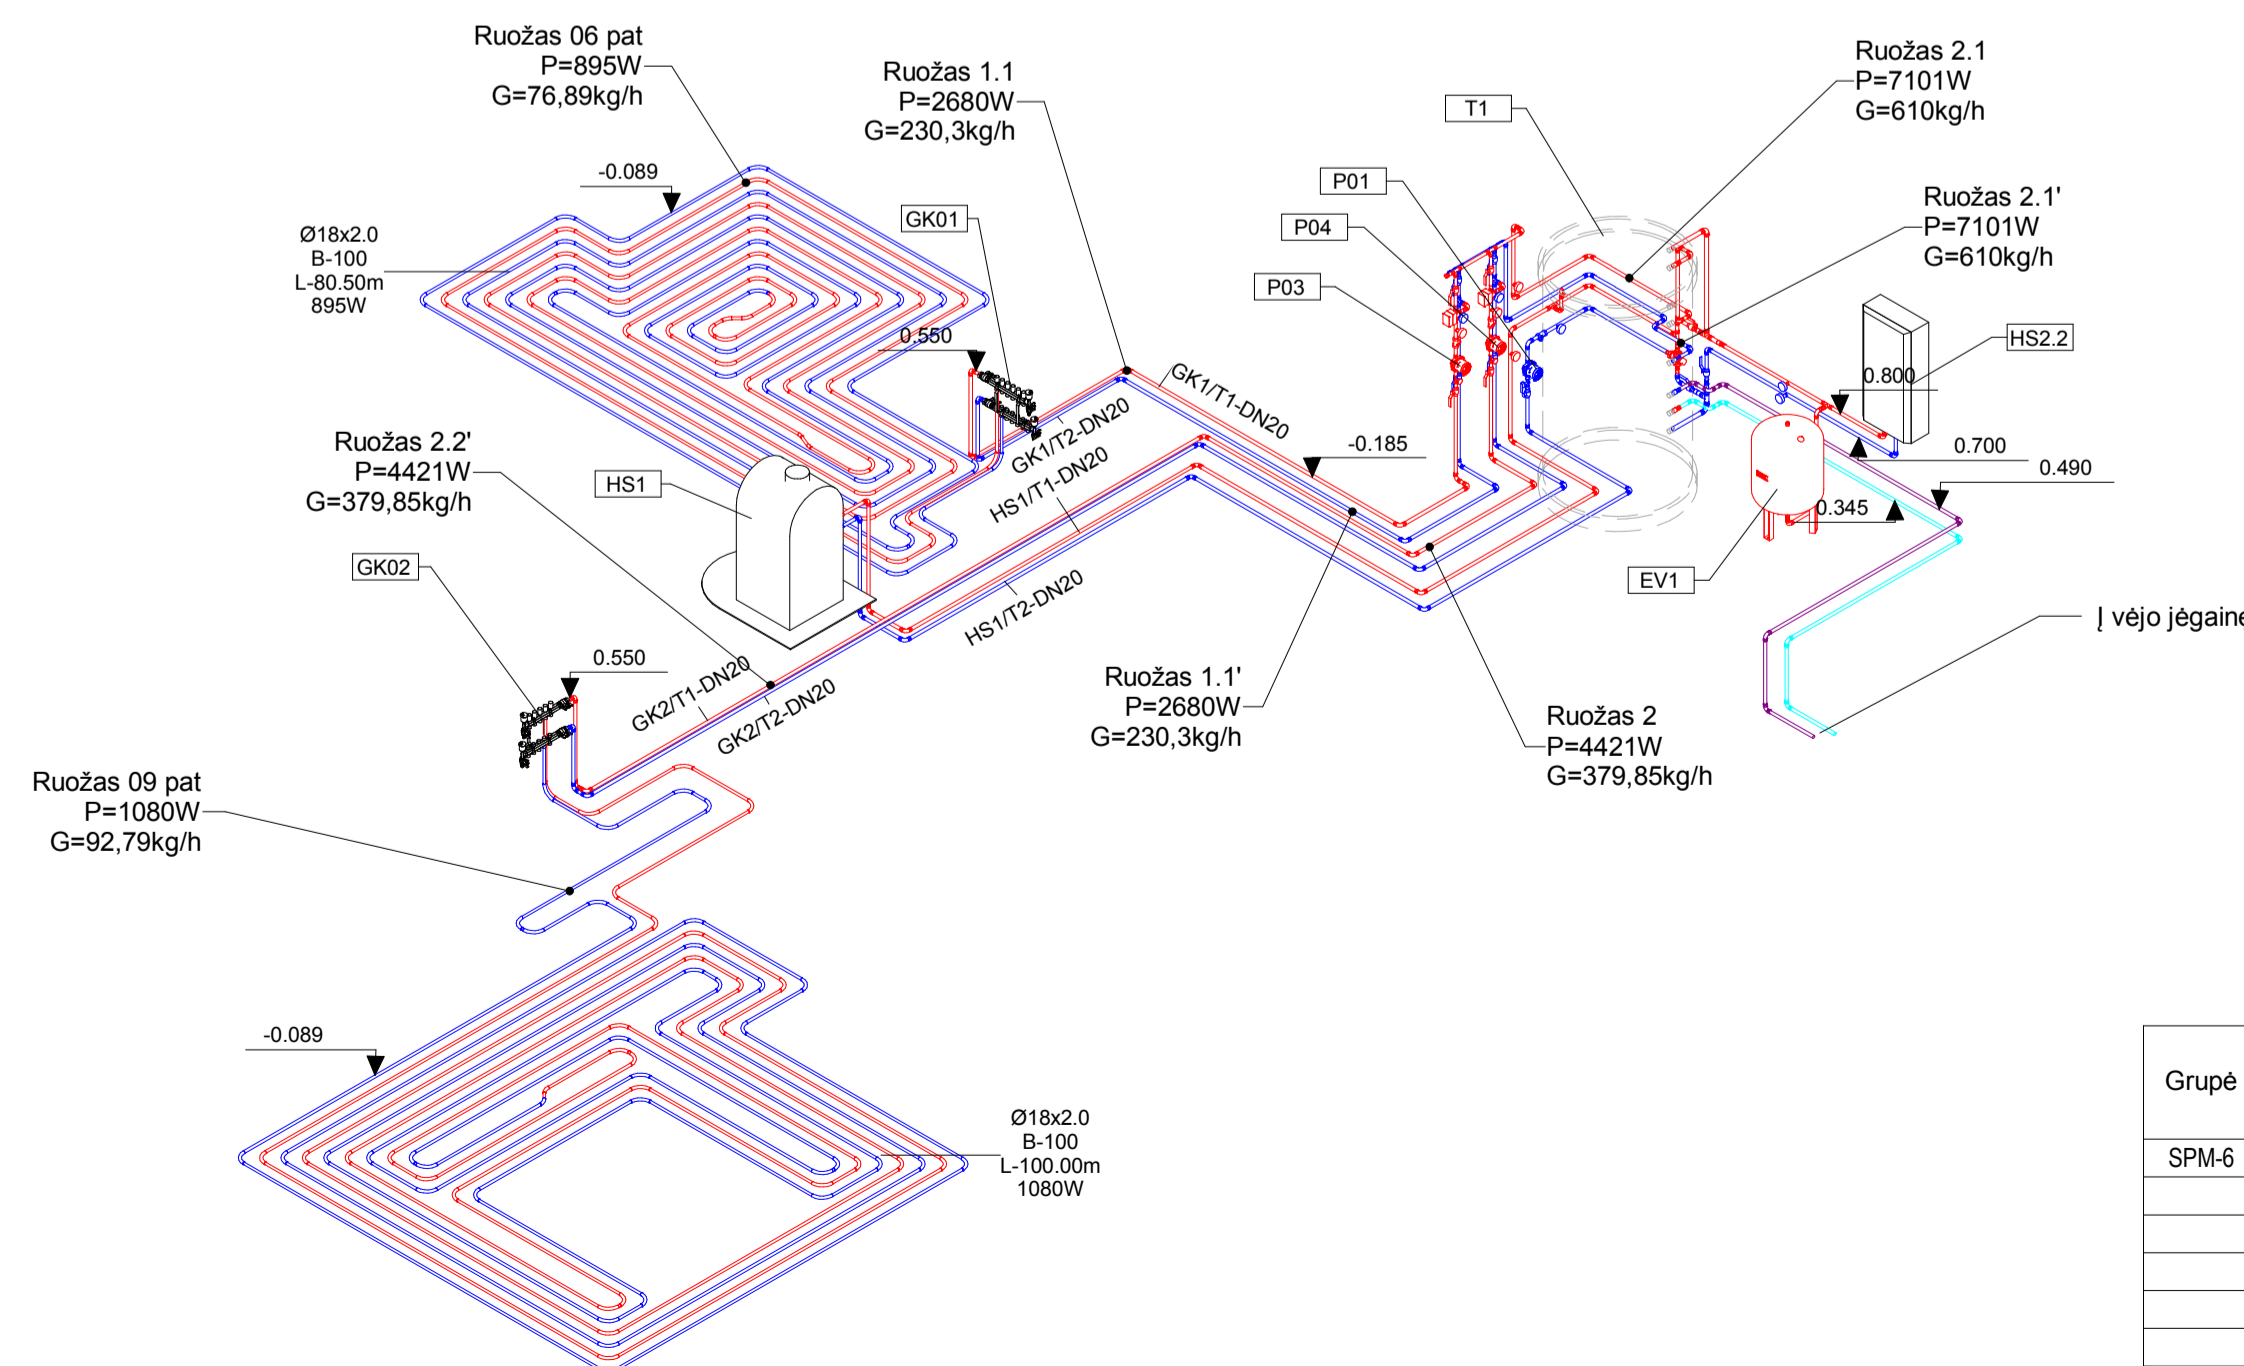 Ruožas 06 pat
P=895W
G=76,89kg/h
Ruožas 1.1
P=2680W
G=230,3kg/h
Ruožas 2.1
P=7101W
G=610kg/h
T1
P01
P04
P03
Ruožas 2.1'
P=7101W
G=610kg/h
-0.089
GK01
Ø18x2.0
B-100
L-80.50m
895W
0.550
HS2.2
0.800
GK1/T1-DN20
GK1/T2-DN20
-0.185
0.700
0.490
Ruožas 2.2'
P=4421W
G=379,85kg/h
HS1
HS1/T1-DN20
0.345
GK02
EV1
HS1/T2-DN20
Į vėjo jėgainę
0.550
GK2/T1-DN20
GK2/T2-DN20
Ruožas 1.1'
P=2680W
G=230,3kg/h
Ruožas 2
P=4421W
G=379,85kg/h
Ruožas 09 pat
P=1080W
G=92,79kg/h
-0.089
Ø18x2.0
B-100
L-100.00m
1080W
Grupė
SPM-6